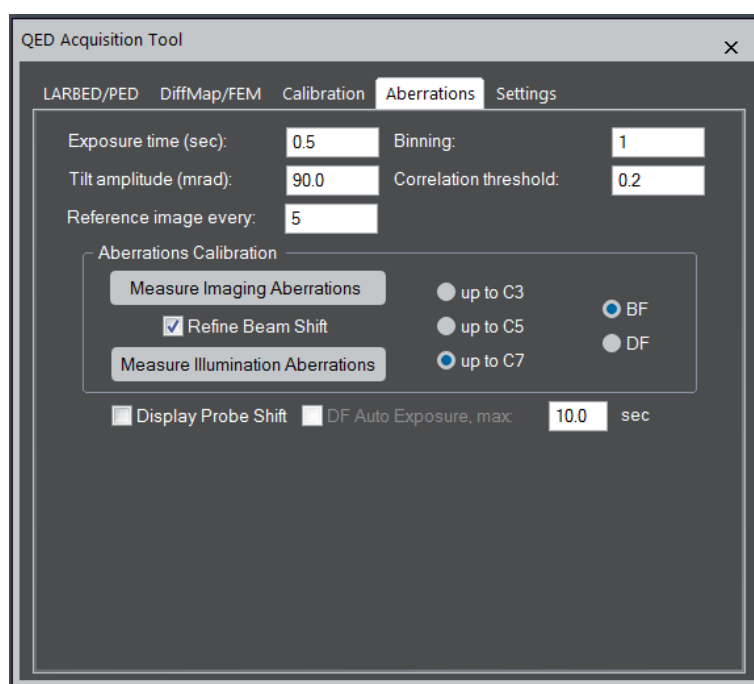 QED Acquisition Tool
LARBED/PED DiffMap/FEM Calibration Aberrations Settings
Exposure time (sec): 0.5 Binning: 1
Tilt amplitude (mrad): 90.0 Correlation threshold: 0.2
Reference image every: 5
Aberrations Calibration
Measure Imaging Aberrations up to C3
BF
Refine Beam Shift up to C5
DF
Measure Illumination Aberrations up to C7
Display Probe Shift DF Auto Exposure, max: 10.0 sec